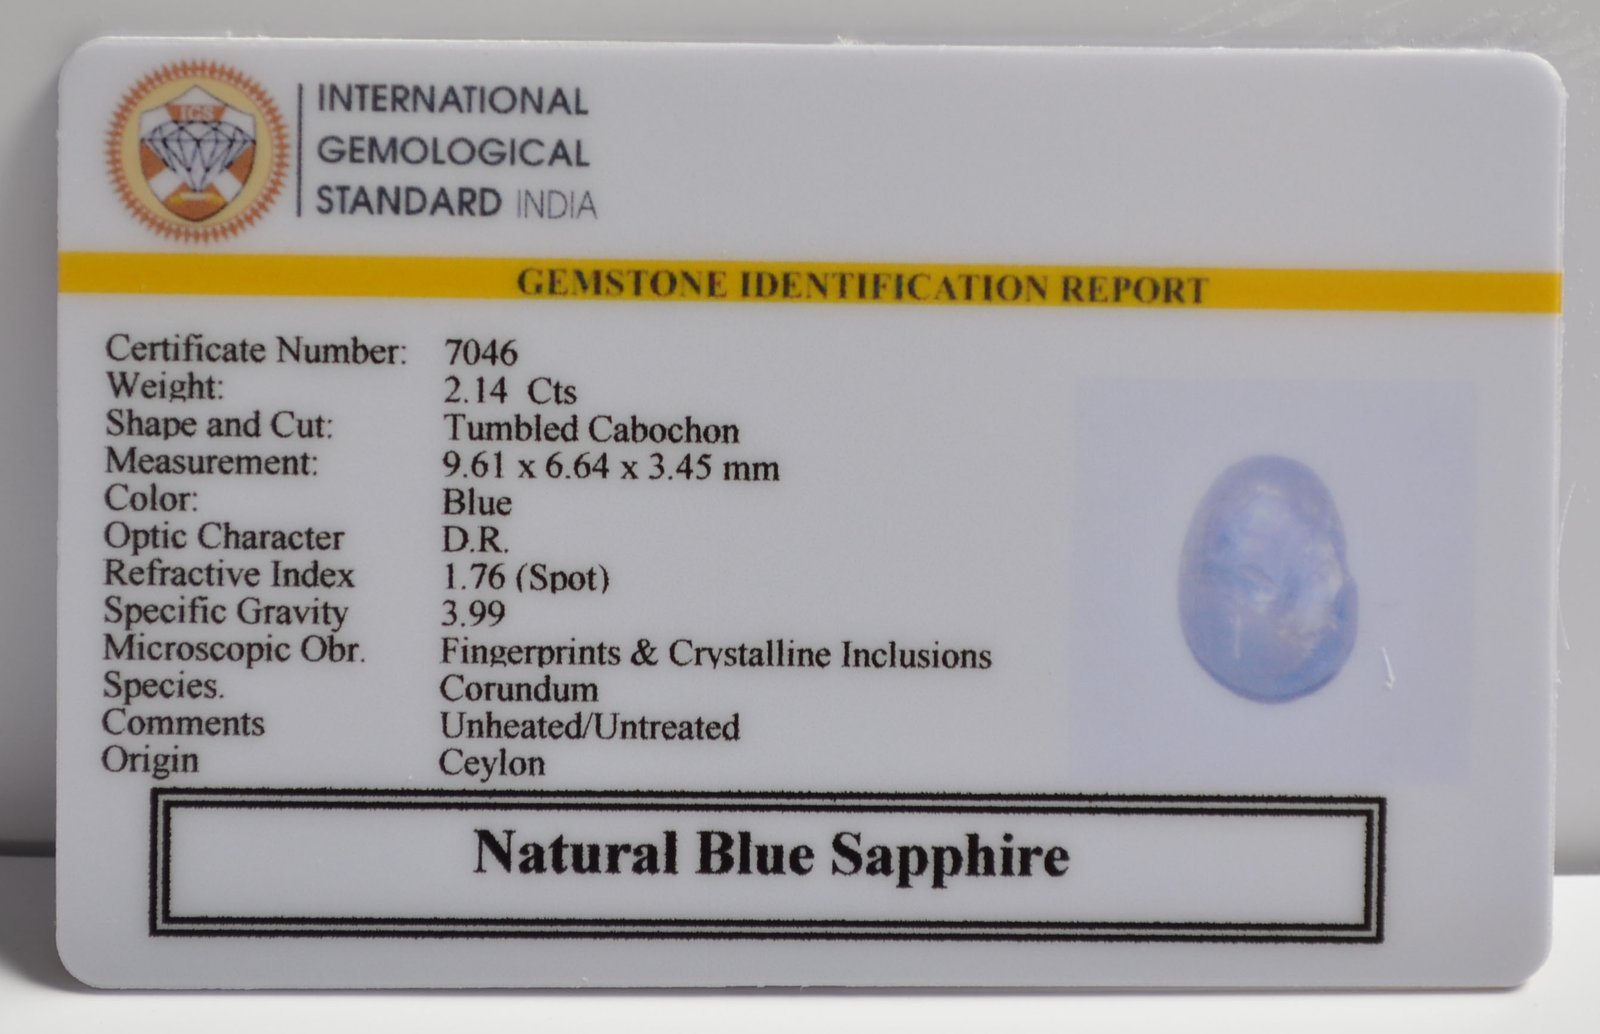 IGS
INTERNATIONAL
GEMOLOGICAL
STANDARD INDIA
GEMSTONE IDENTIFICATION REPORT
Certificate Number: 7046
Weight: 2.14 Cts
Shape and Cut: Tumbled Cabochon
Measurement: 9.61 x 6.64 x 3.45 mm
Color: Blue
Optic Character D.R.
Refractive Index 1.76 (Spot)
Specific Gravity 3.99
Microscopic Obr. Fingerprints & Crystalline Inclusions
Species. Corundum
Comments Unheated/Untreated
Origin Ceylon
Natural Blue Sapphire